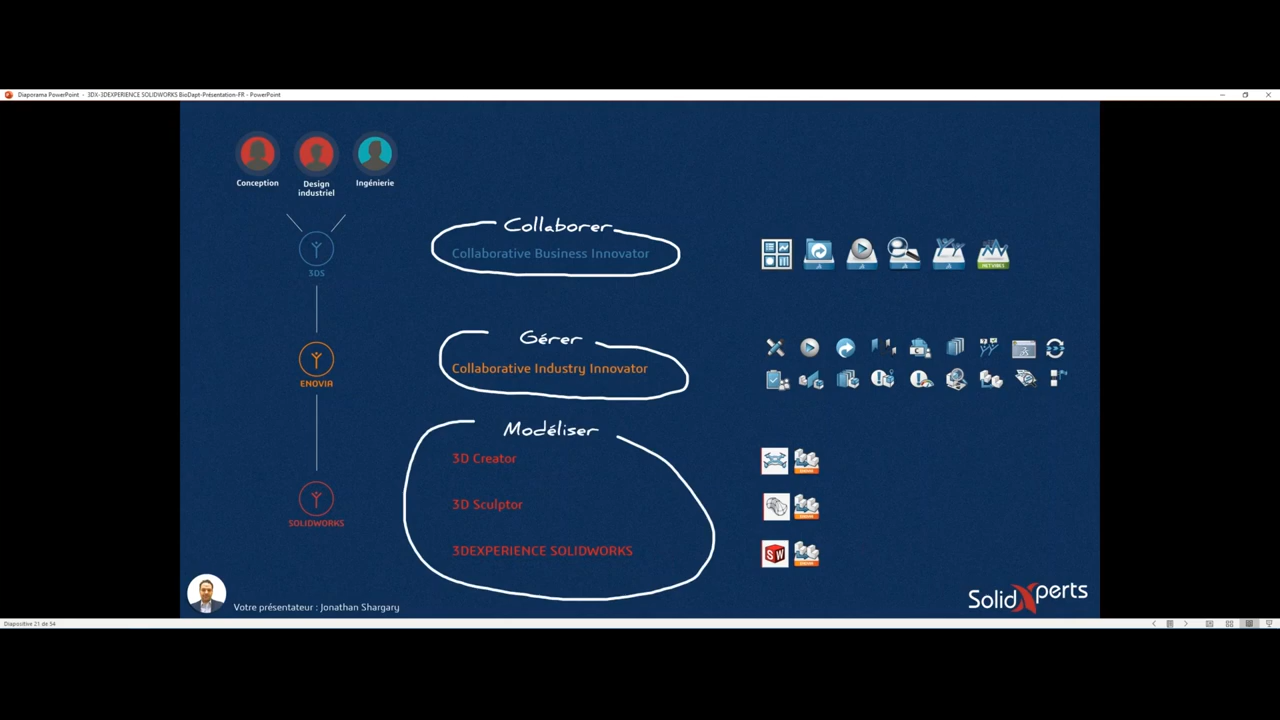 Diaporama PowerPoint - 3DX-3DEXPERIENCE SOLIDWORKS BioDapt-Présentation-FR - PowerPoint
Conception
Design
industriel
Ingénierie
3DS
Collaborer
Collaborative Business Innovator
NETVIBES
ENOVIA
Gérer
Collaborative Industry Innovator
SOLIDWORKS
Modéliser
3D Creator
3D Sculptor
3DEXPERIENCE SOLIDWORKS
SW
Votre présentateur : Jonathan Shargary
SolidXperts
Diapositive 21 de 54